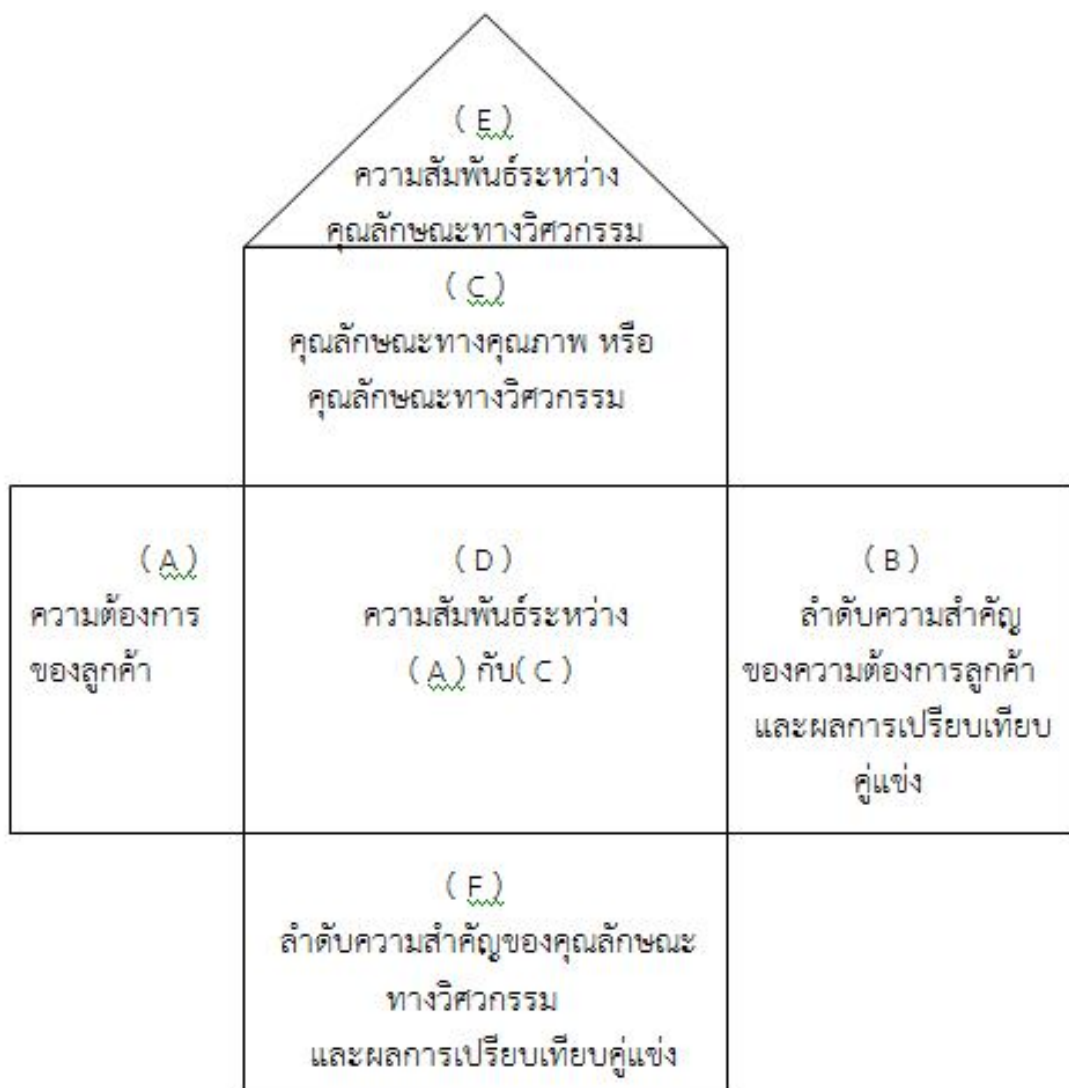 ( E )
ความสัมพันธ์ระหว่าง
คุณลักษณะทางวิศวกรรม
( C )
คุณลักษณะทางคุณภาพ หรือ
คุณลักษณะทางวิศวกรรม
( A )
ความต้องการ
ของลูกค้า
( D )
ความสัมพันธ์ระหว่าง
( A ) กับ( C )
( B )
ลำดับความสำคัญ
ของความต้องการลูกค้า
และผลการเปรียบเทียบ
คู่แข่ง
( F )
ลำดับความสำคัญของคุณลักษณะ
ทางวิศวกรรม
และผลการเปรียบเทียบคู่แข่ง